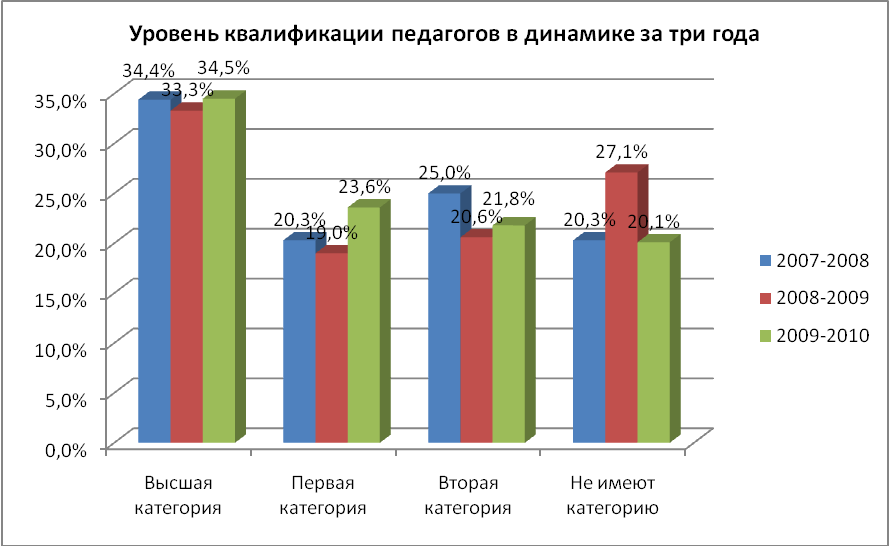 Уровень квалификации педагогов в динамике за три года
34,4%
33,3%
34,5%
20,3%
19,0%
23,6%
25,0%
20,6%
21,8%
20,3%
27,1%
20,1%
35,0%
30,0%
25,0%
20,0%
15,0%
10,0%
5,0%
0,0%
Высшая
категория
Первая
категория
Вторая
категория
Не имеют
категорию
2007-2008
2008-2009
2009-2010